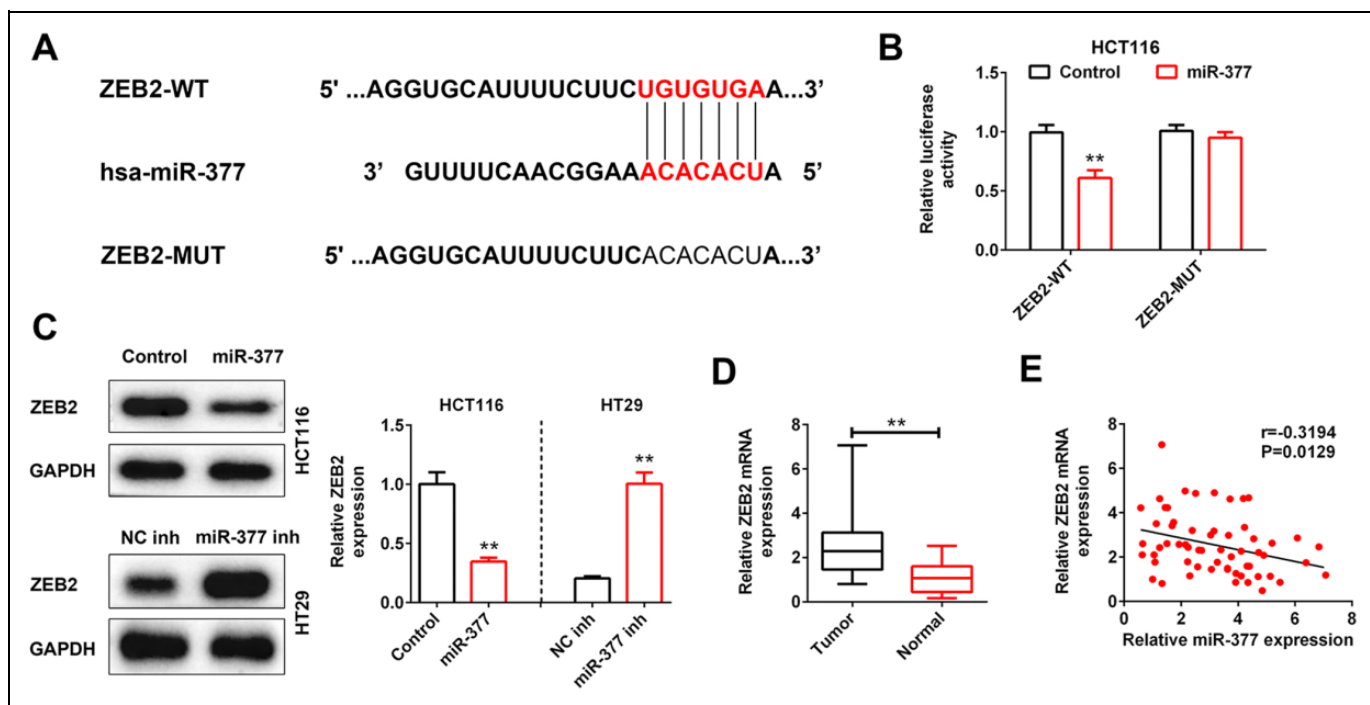 A
ZEB2-WT 5' ...AGGUGCAUUUUCUUCUGUGUGAA...3’
hsa-miR-377 3’ GUUUUCAACGGAAACACACUA 5’
ZEB2-MUT 5' ...AGGUGCAUUUUCUUCACACACUA...3’
B
HCT116
Control miR-377
Relative luciferase
activity
1.5
1.0
0.5
0.0
**
ZEB2-WT ZEB2-MUT
C
Control miR-377
ZEB2
GAPDH
HCT116
NC inh miR-377 inh
ZEB2
GAPDH
HT29
HCT116 HT29
Relative ZEB2
expression
1.5
1.0
0.5
0.0
**
**
Control miR-377 NC inh miR-377 inh
D
Relative ZEB2 mRNA
expression
8
6
4
2
0
**
Tumor Normal
E
r=-0.3194
P=0.0129
Relative ZEB2 mRNA
expression
8
6
4
2
0
0 2 4 6 8
Relative miR-377 expression